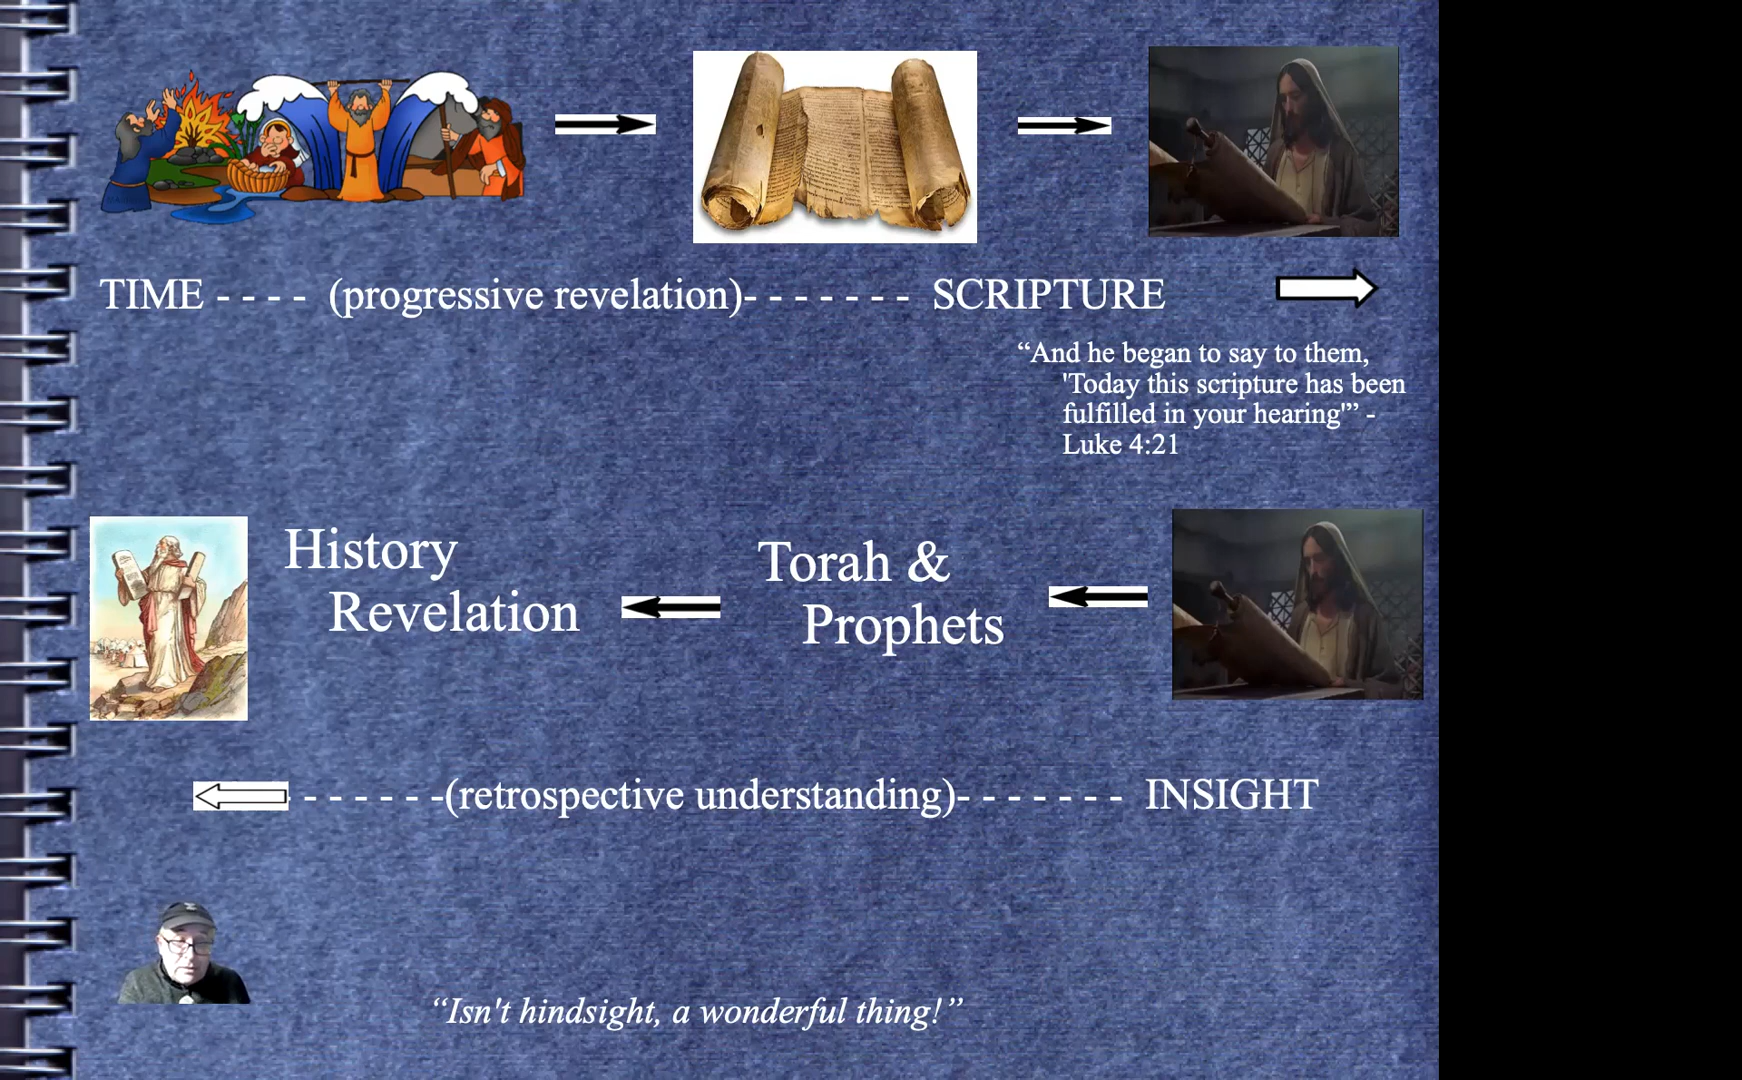 TIME - - - - (progressive revelation)- - - - - - - SCRIPTURE
“And he began to say to them,
'Today this scripture has been
fulfilled in your hearing'” -
Luke 4:21
History
Revelation
Torah &
Prophets
- - - - - -(retrospective understanding)- - - - - - - INSIGHT
“Isn't hindsight, a wonderful thing!”